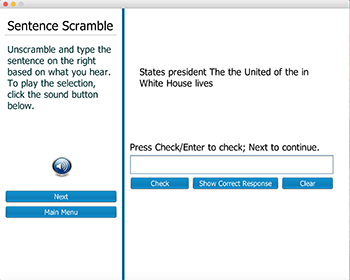 Sentence Scramble
Unscramble and type the
sentence on the right
based on what you hear.
To play the selection,
click the sound button
below.
Next
Main Menu
States president The the United of the in
White House lives
Press Check/Enter to check; Next to continue.
Check
Show Correct Response
Clear